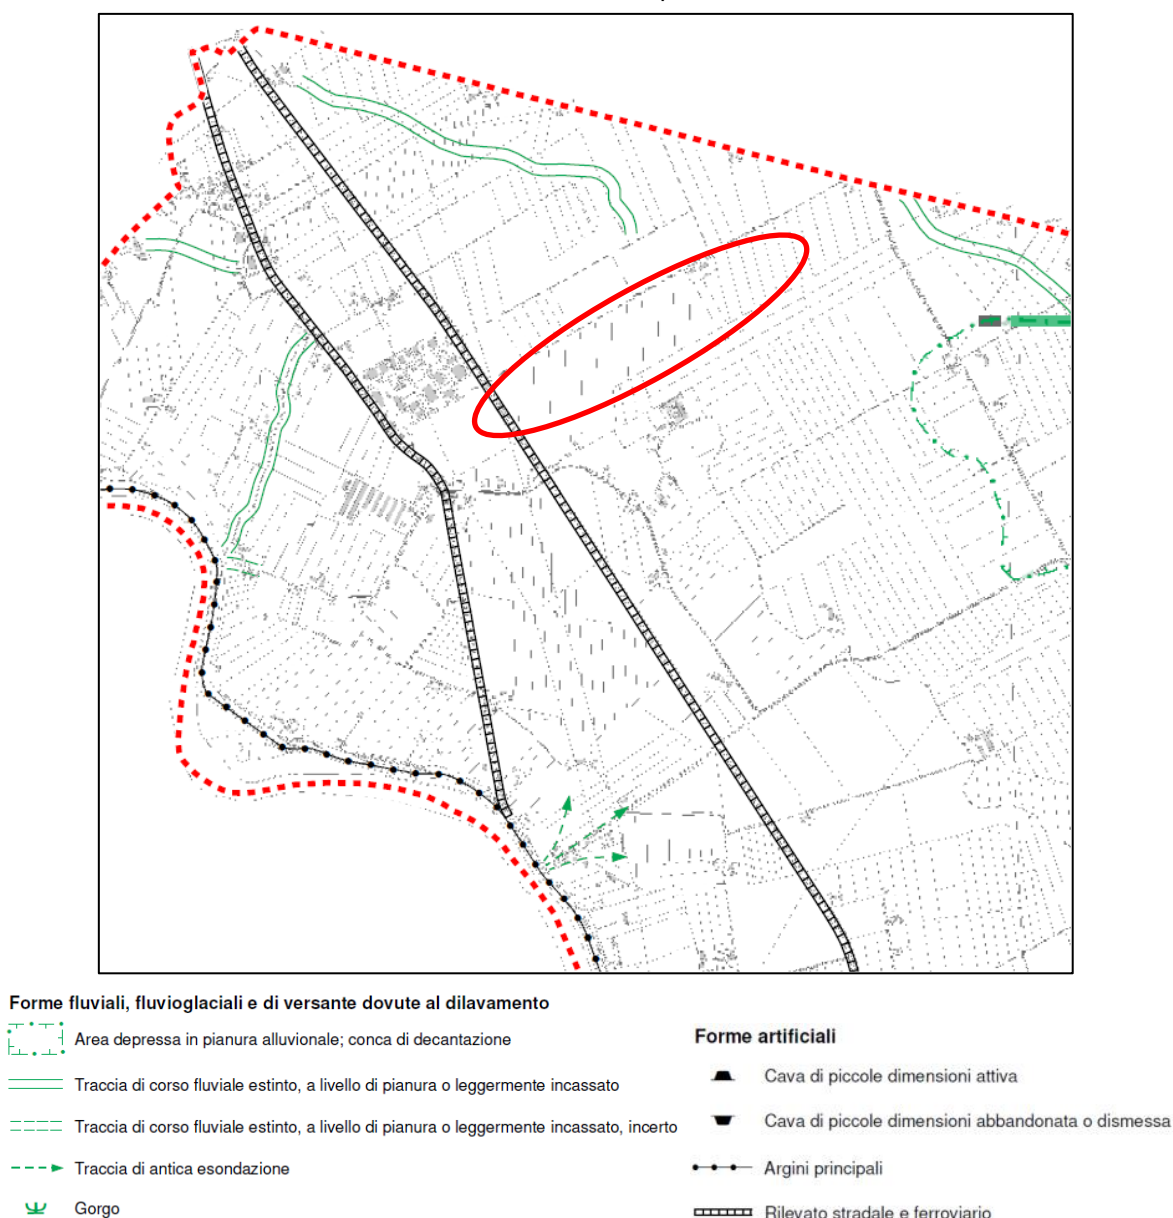 Forme fluviali, fluvioglaciali e di versante dovute al dilavamento
Area depressa in pianura alluvionale; conca di decantazione
Traccia di corso fluviale estinto, a livello di pianura o leggermente incassato
Traccia di corso fluviale estinto, a livello di pianura o leggermente incassato, incerto
Traccia di antica esondazione
Gorgo
Forme artificiali
Cava di piccole dimensioni attiva
Cava di piccole dimensioni abbandonata o dismessa
Argini principali
Rilevato stradale e ferroviario